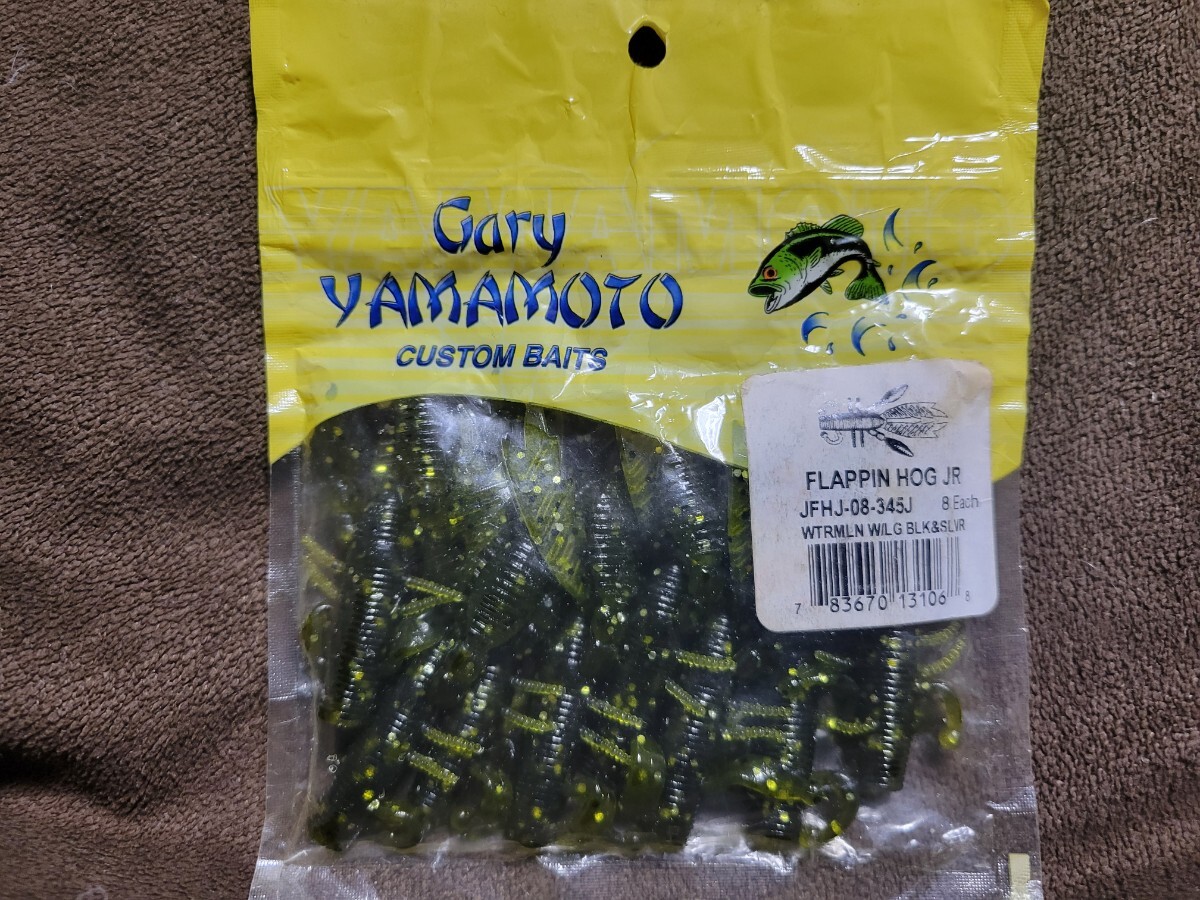 YAMAMOTO
Gary
YAMAMOTO
CUSTOM BAITS
FLAPPIN HOG JR
JFHJ-08-345J 8 Each
WTRMLN W/LG BLK&SLVR
7 83670 13106 8